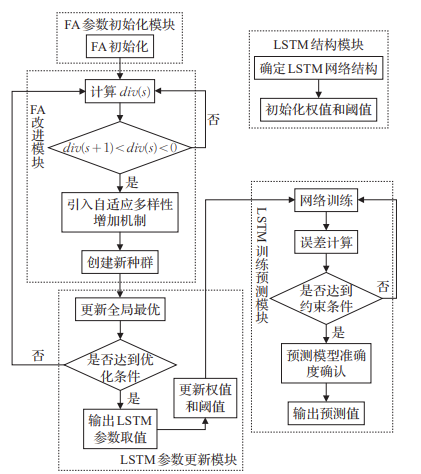 FA参数初始化模块
FA初始化
FA改进模块
计算 div(s)
否
div(s+1)<div(s)<0
是
引入自适应多样性
增加机制
创建新种群
更新全局最优
否
是否达到优
化条件
是
输出LSTM
参数取值
更新权值
和阈值
LSTM参数更新模块
LSTM结构模块
确定LSTM网络结构
初始化权值和阈值
LSTM训练预测模块
网络训练
误差计算
否
是否达到
约束条件
是
预测模型准确
度确认
输出预测值